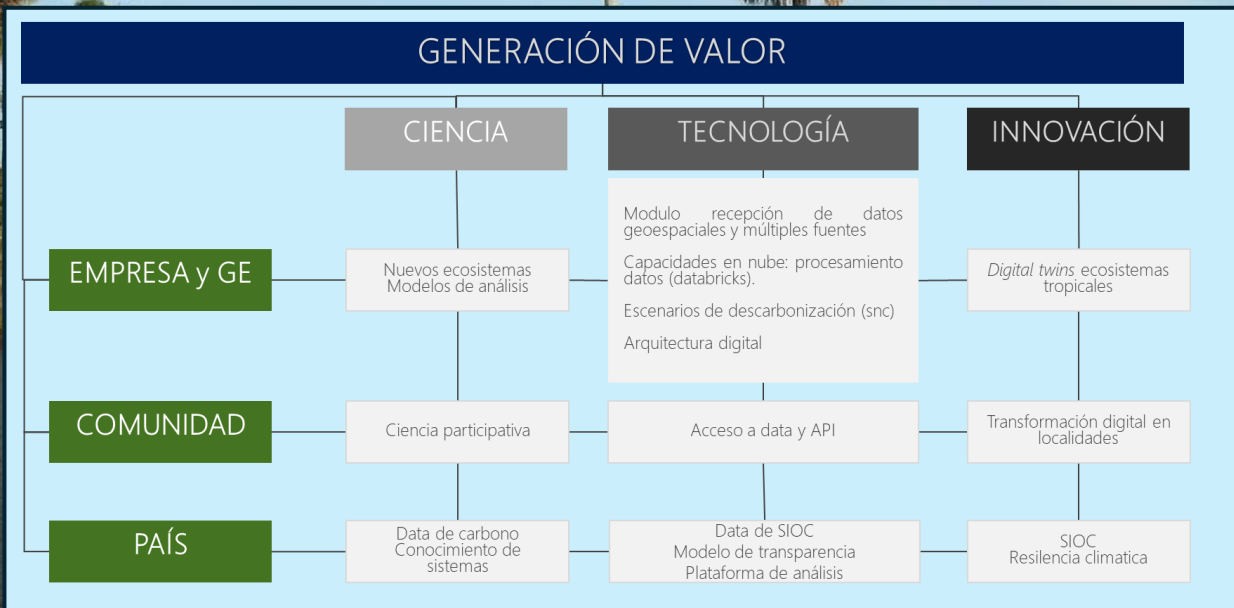 GENERACIÓN DE VALOR
CIENCIA
TECNOLOGÍA
INNOVACIÓN
EMPRESA y GE
Nuevos ecosistemas
Modelos de análisis
Modulo recepción de datos
geoespaciales y múltiples fuentes
Capacidades en nube: procesamiento
datos (databricks).
Escenarios de descarbonización (snc)
Arquitectura digital
Digital twins ecosistemas
tropicales
COMUNIDAD
Ciencia participativa
Acceso a data y API
Transformación digital en
localidades
PAÍS
Data de carbono
Conocimiento de
sistemas
Data de SIOC
Modelo de transparencia
Plataforma de análisis
SIOC
Resilencia climatica